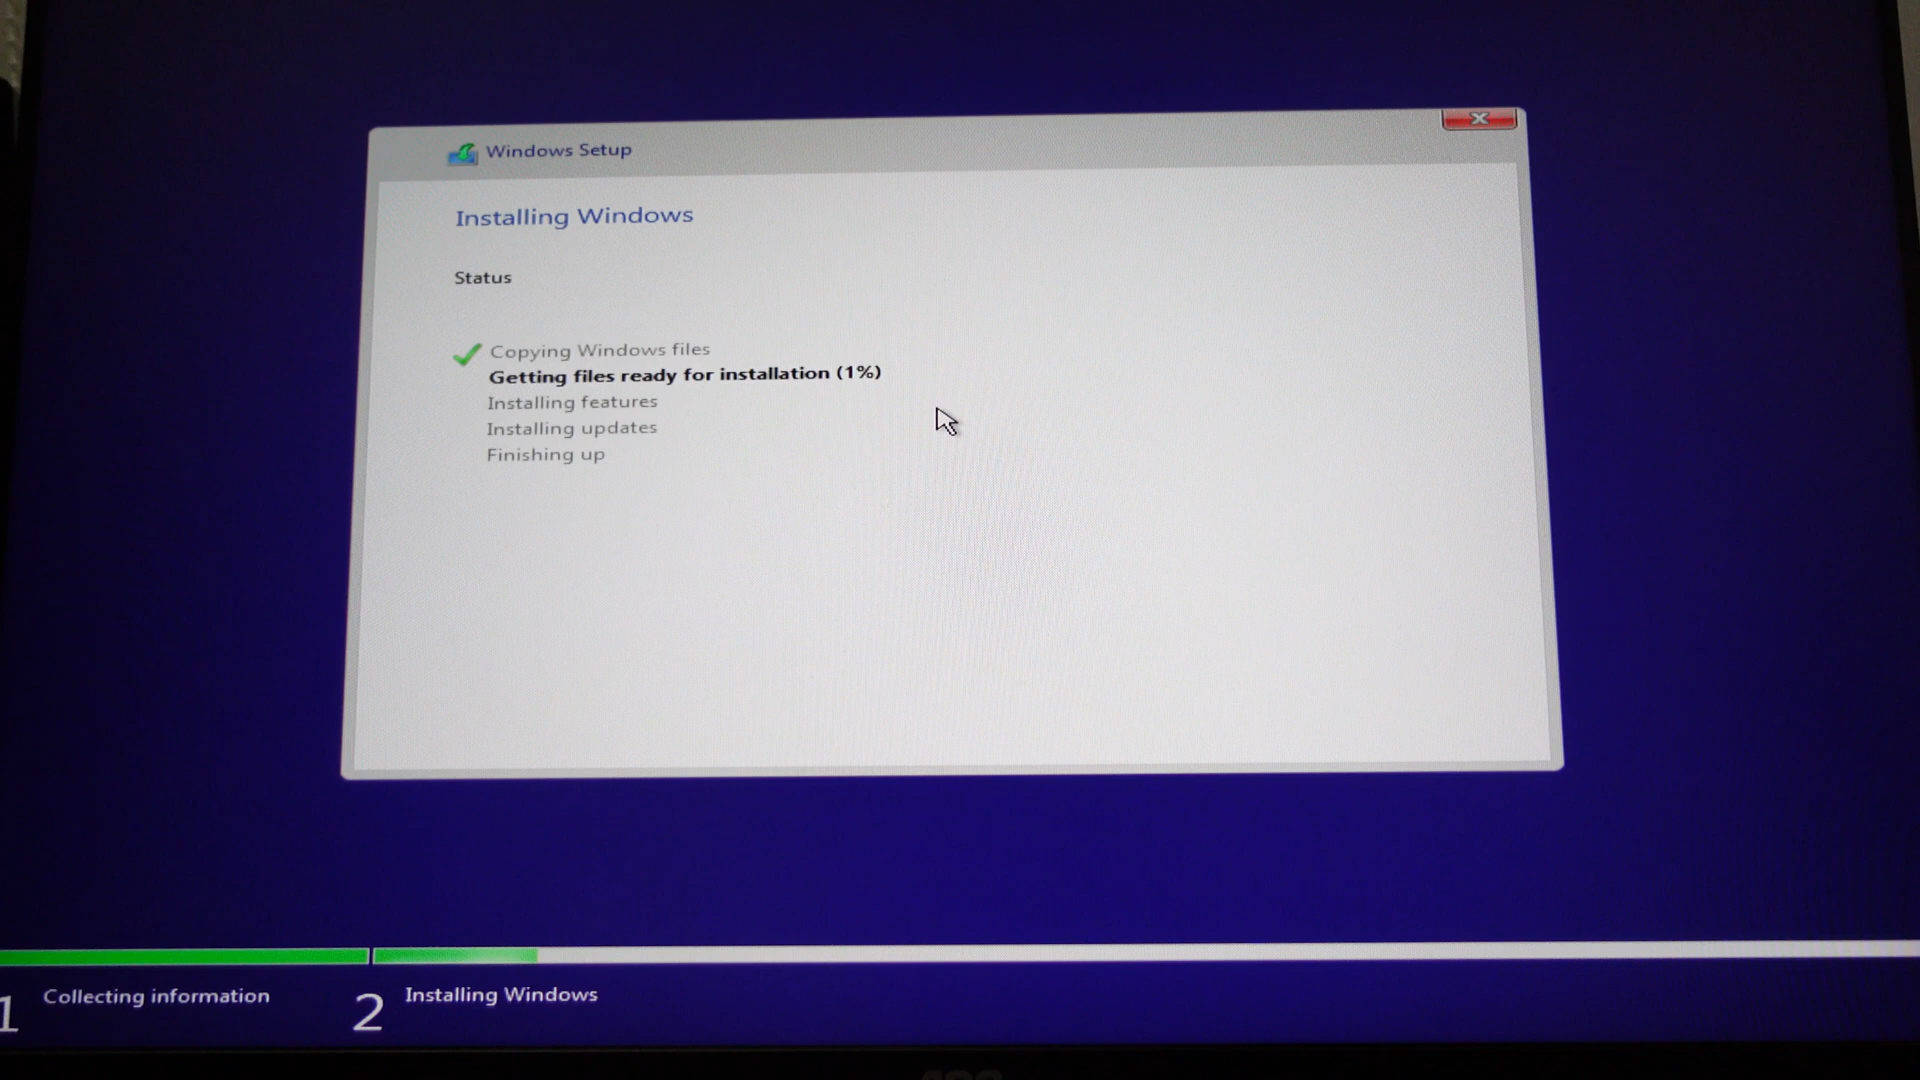 Windows Setup
Installing Windows
Status
Copying Windows files
Getting files ready for installation (1%)
Installing features
Installing updates
Finishing up
1 Collecting information
2 Installing Windows